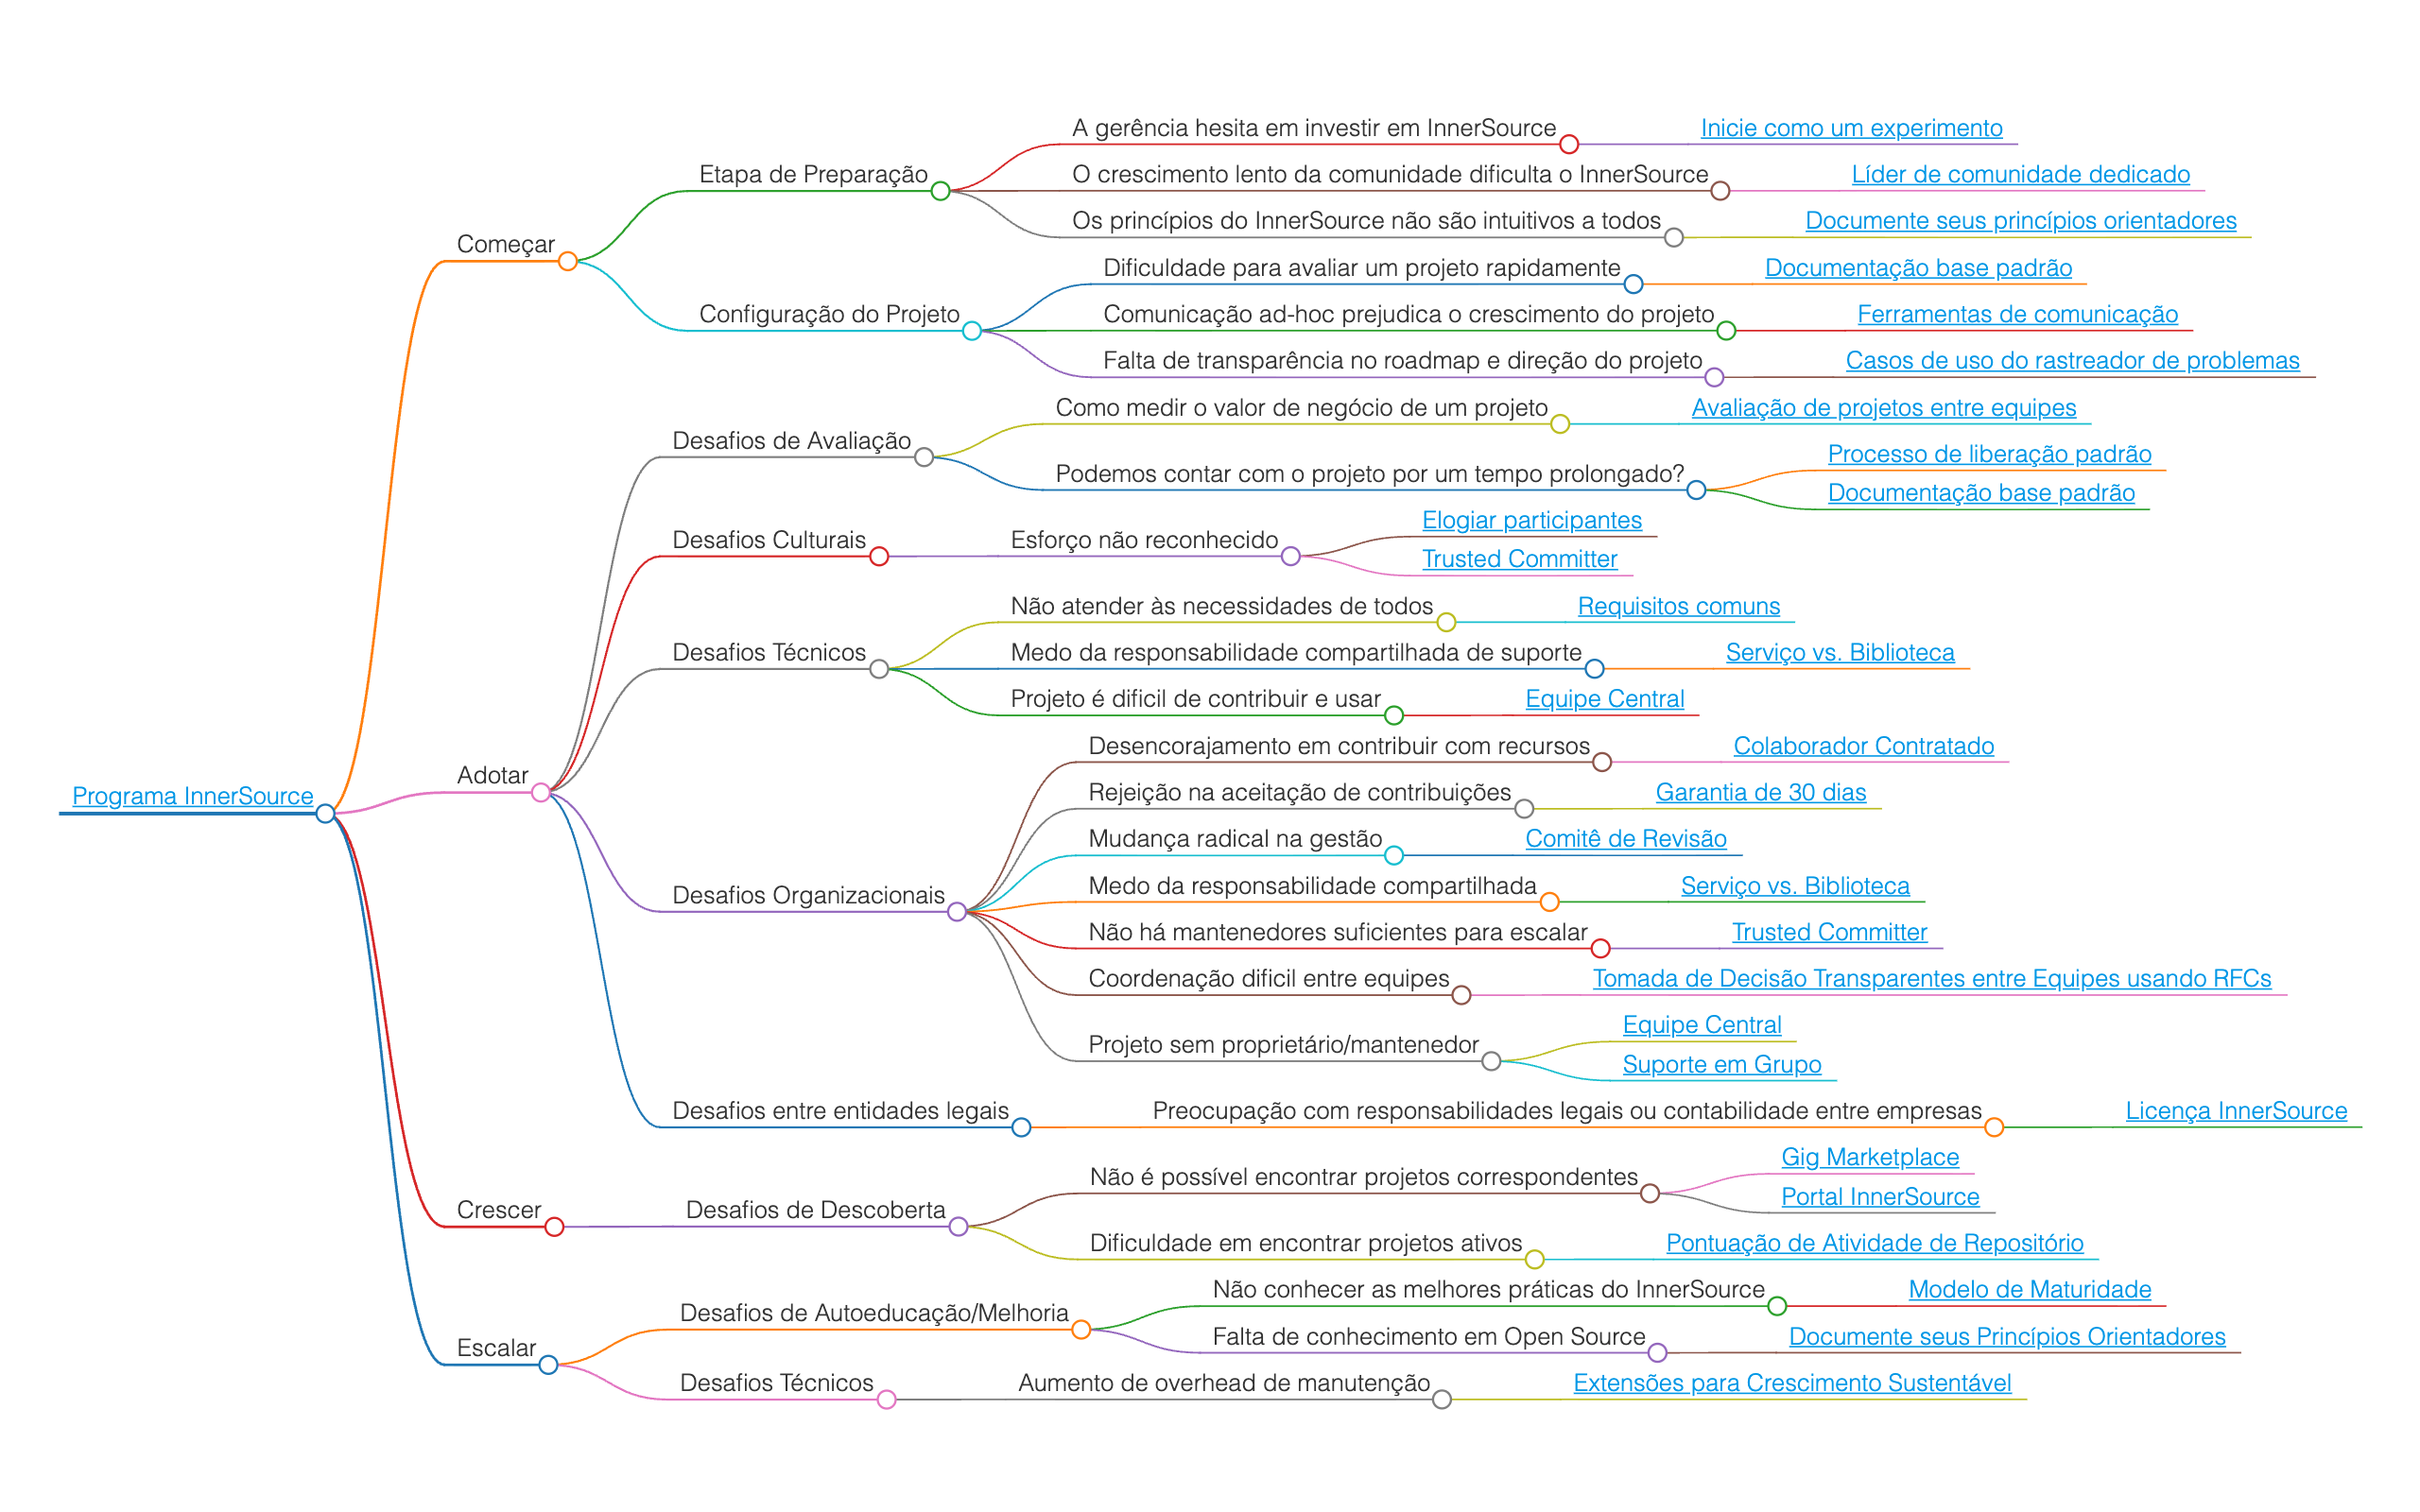 A gerência hesita em investir em InnerSource
Inicie como um experimento
Etapa de Preparação
O crescimento lento da comunidade dificulta o InnerSource
Líder de comunidade dedicado
Os princípios do InnerSource não são intuitivos a todos
Documente seus princípios orientadores
Começar
Dificuldade para avaliar um projeto rapidamente
Documentação base padrão
Configuração do Projeto
Comunicação ad-hoc prejudica o crescimento do projeto
Ferramentas de comunicação
Falta de transparência no roadmap e direção do projeto
Casos de uso do rastreador de problemas
Como medir o valor de negócio de um projeto
Avaliação de projetos entre equipes
Desafios de Avaliação
Podemos contar com o projeto por um tempo prolongado?
Processo de liberação padrão
Documentação base padrão
Desafios Culturais
Esforço não reconhecido
Elogiar participantes
Trusted Committer
Não atender às necessidades de todos
Requisitos comuns
Desafios Técnicos
Medo da responsabilidade compartilhada de suporte
Serviço vs. Biblioteca
Projeto é dificil de contribuir e usar
Equipe Central
Programa InnerSource
Adotar
Desencorajamento em contribuir com recursos
Colaborador Contratado
Rejeição na aceitação de contribuições
Garantia de 30 dias
Mudança radical na gestão
Comitê de Revisão
Desafios Organizacionais
Medo da responsabilidade compartilhada
Serviço vs. Biblioteca
Não há mantenedores suficientes para escalar
Trusted Committer
Coordenação dificil entre equipes
Tomada de Decisão Transparentes entre Equipes usando RFCs
Projeto sem proprietário/mantenedor
Equipe Central
Suporte em Grupo
Desafios entre entidades legais
Preocupação com responsabilidades legais ou contabilidade entre empresas
Licença InnerSource
Crescer
Desafios de Descoberta
Não é possível encontrar projetos correspondentes
Gig Marketplace
Portal InnerSource
Dificuldade em encontrar projetos ativos
Pontuação de Atividade de Repositório
Escalar
Desafios de Autoeducação/Melhoria
Não conhecer as melhores práticas do InnerSource
Modelo de Maturidade
Falta de conhecimento em Open Source
Documente seus Princípios Orientadores
Desafios Técnicos
Aumento de overhead de manutenção
Extensões para Crescimento Sustentável